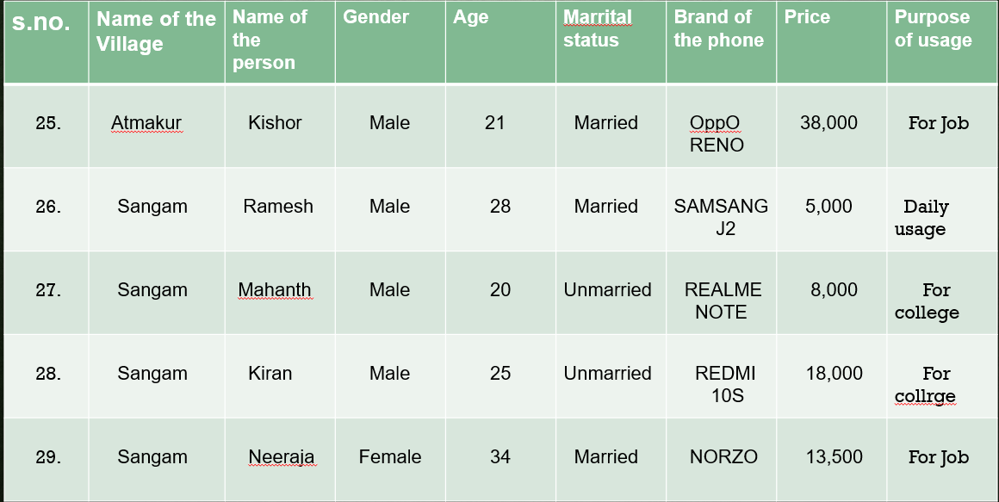 s.no.
Name of the
Village
Name of
the
person
Gender
Age
Marrital
status
Brand of
the phone
Price
Purpose
of usage
25.
Atmakur
Kishor
Male
21
Married
OppO
RENO
38,000
For Job
26.
Sangam
Ramesh
Male
28
Married
SAMSANG
J2
5,000
Daily
usage
27.
Sangam
Mahanth
Male
20
Unmarried
REALME
NOTE
8,000
For
college
28.
Sangam
Kiran
Male
25
Unmarried
REDMI
10S
18,000
For
collrge
29.
Sangam
Neeraja
Female
34
Married
NORZO
13,500
For Job